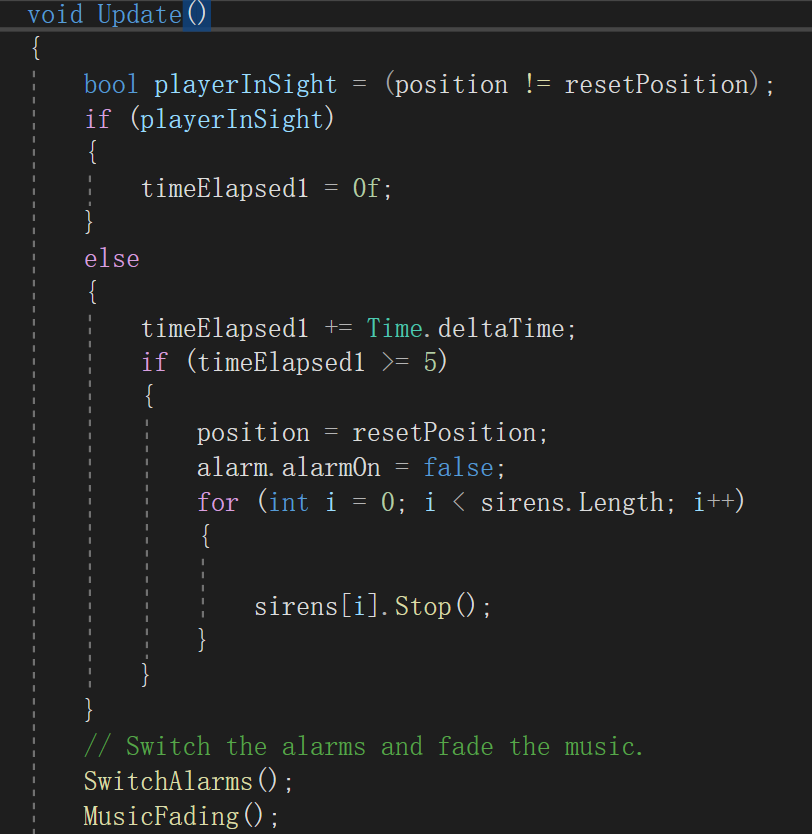 void Update()
{
bool playerInSight = (position != resetPosition);
if (playerInSight)
{
timeElapsed1 = 0f;
}
else
{
timeElapsed1 += Time.deltaTime;
if (timeElapsed1 >= 5)
{
position = resetPosition;
alarm.alarmOn = false;
for (int i = 0; i < sirens.Length; i++)
{
sirens[i].Stop();
}
}
}
// Switch the alarms and fade the music.
SwitchAlarms();
MusicFading();